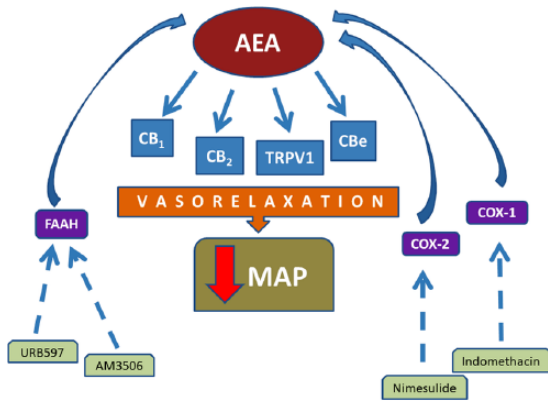 AEA
CB₁
CB₂
TRPV1
CBe
VASORELAXATION
FAAH
COX-2
COX-1
MAP
URB597
AM3506
Nimesulide
Indomethacin